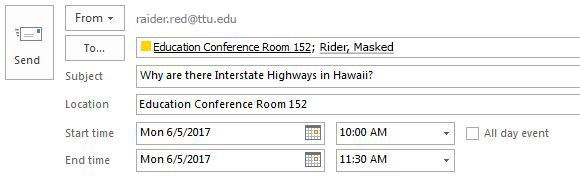 From raider.red@ttu.edu
To... Education Conference Room 152; Rider, Masked
Send
Subject Why are there Interstate Highways in Hawaii?
Location Education Conference Room 152
Start time Mon 6/5/2017 10:00 AM All day event
End time Mon 6/5/2017 11:30 AM